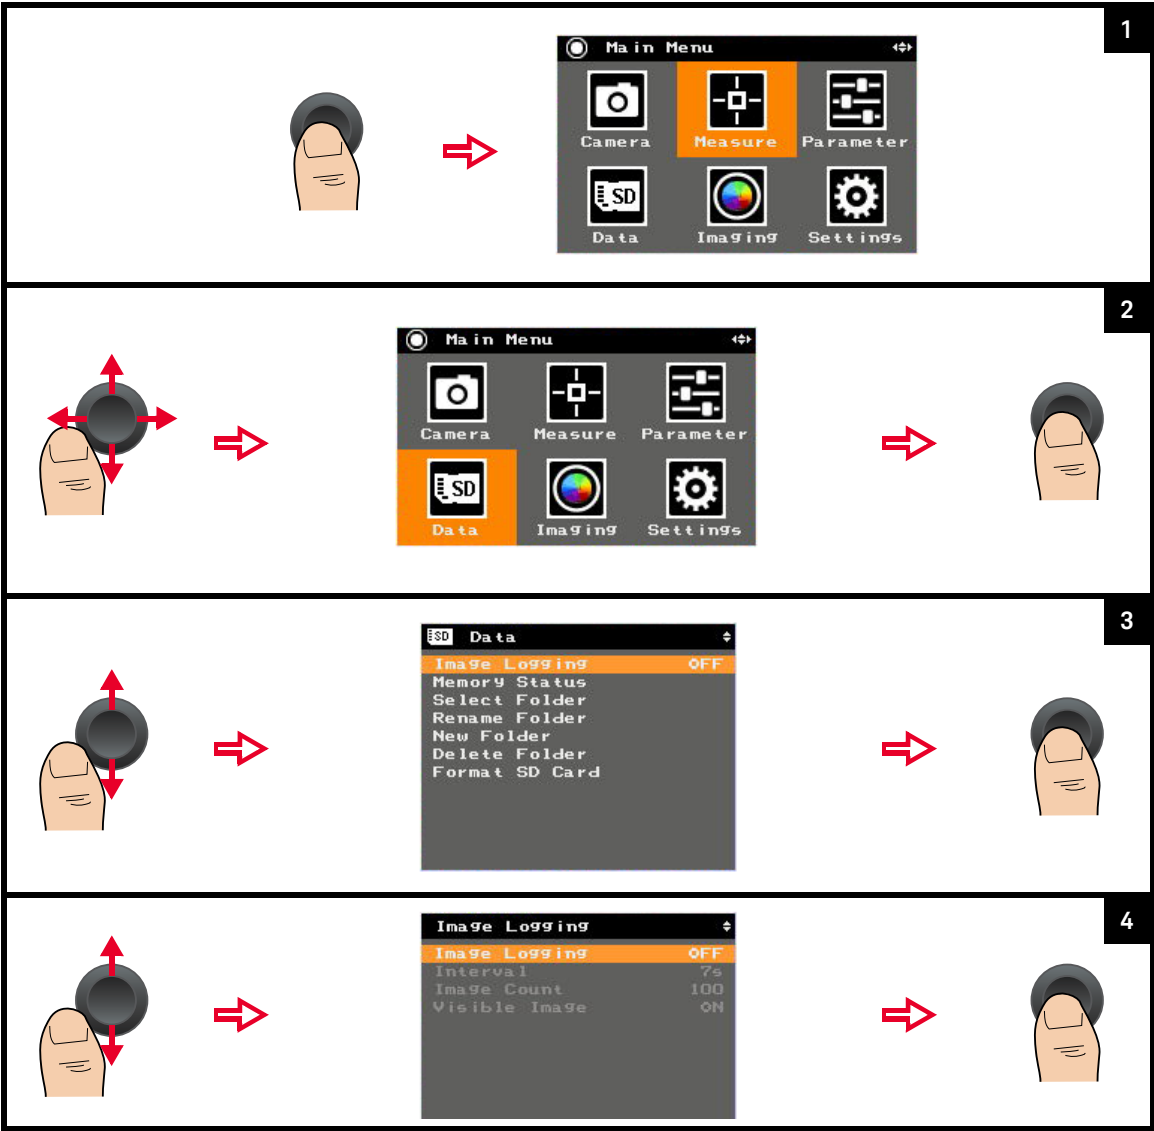 1
Main Menu
Camera Measure Parameter
SD
Data Imaging Settings
2
Main Menu
Camera Measure Parameter
SD
Data Imaging Settings
3
SD Data
Image Logging OFF
Memory Status
Select Folder
Rename Folder
New Folder
Delete Folder
Format SD Card
4
Image Logging
Image Logging OFF
Interval 7s
Image Count 100
Visible Image ON